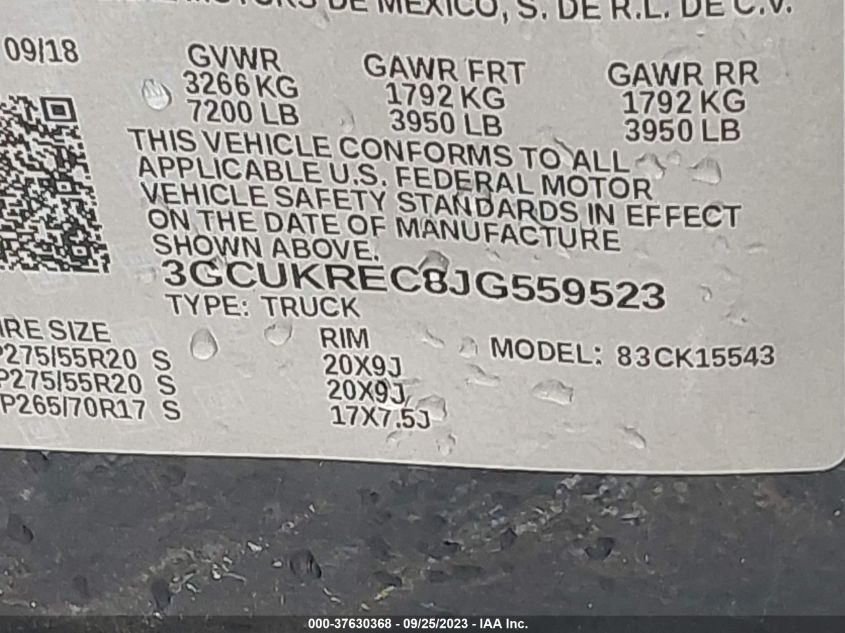 MOTORS DE MEXICO, S. DE R.L. DE C.V.
09/18 GVWR GAWR FRT GAWR RR
3266 KG 1792 KG 1792 KG
7200 LB 3950 LB 3950 LB
THIS VEHICLE CONFORMS TO ALL
APPLICABLE U.S. FEDERAL MOTOR
VEHICLE SAFETY STANDARDS IN EFFECT
ON THE DATE OF MANUFACTURE
SHOWN ABOVE.
3GCUKREC8JG559523
TYPE: TRUCK
IRE SIZE RIM MODEL: 83CK15543
P275/55R20 S 20X9J
P275/55R20 S 20X9J
P265/70R17 S 17X7.5J
000-37630368 - 09/25/2023 - IAA Inc.